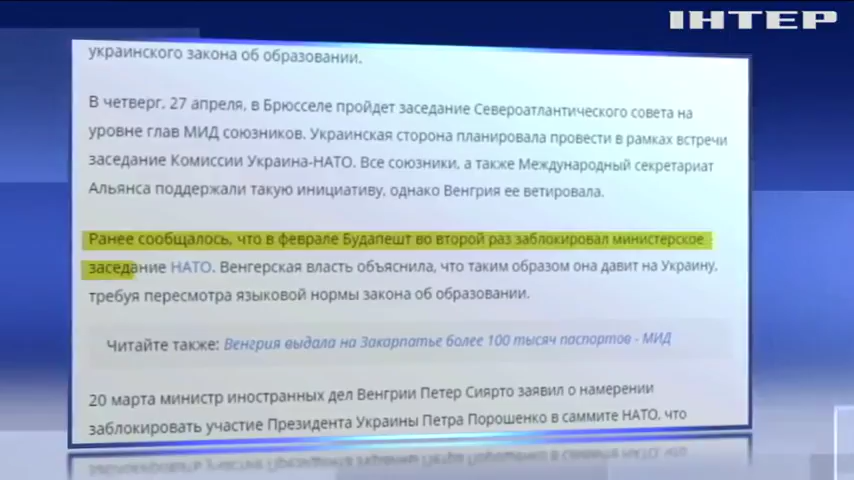 ІНТЕР
украинского закона об образовании.
В четверг, 27 апреля, в Брюсселе пройдет заседание Североатлантического совета на
уровне глав МИД союзников. Украинская сторона планировала провести в рамках встречи
заседание Комиссии Украина-НАТО. Все союзники, а также Международный секретариат
Альянса поддержали такую инициативу, однако Венгрия ее ветировала.
Ранее сообщалось, что в феврале Будапешт во второй раз заблокировал министерское
заседание НАТО. Венгерская власть объяснила, что таким образом она давит на Украину,
требуя пересмотра языковой нормы закона об образовании.
Читайте также: Венгрия выдала на Закарпатье более 100 тысяч паспортов - МИД
20 марта министр иностранных дел Венгрии Петер Сиярто заявил о намерении
заблокировать участие Президента Украины Петра Порошенко в саммите НАТО, что